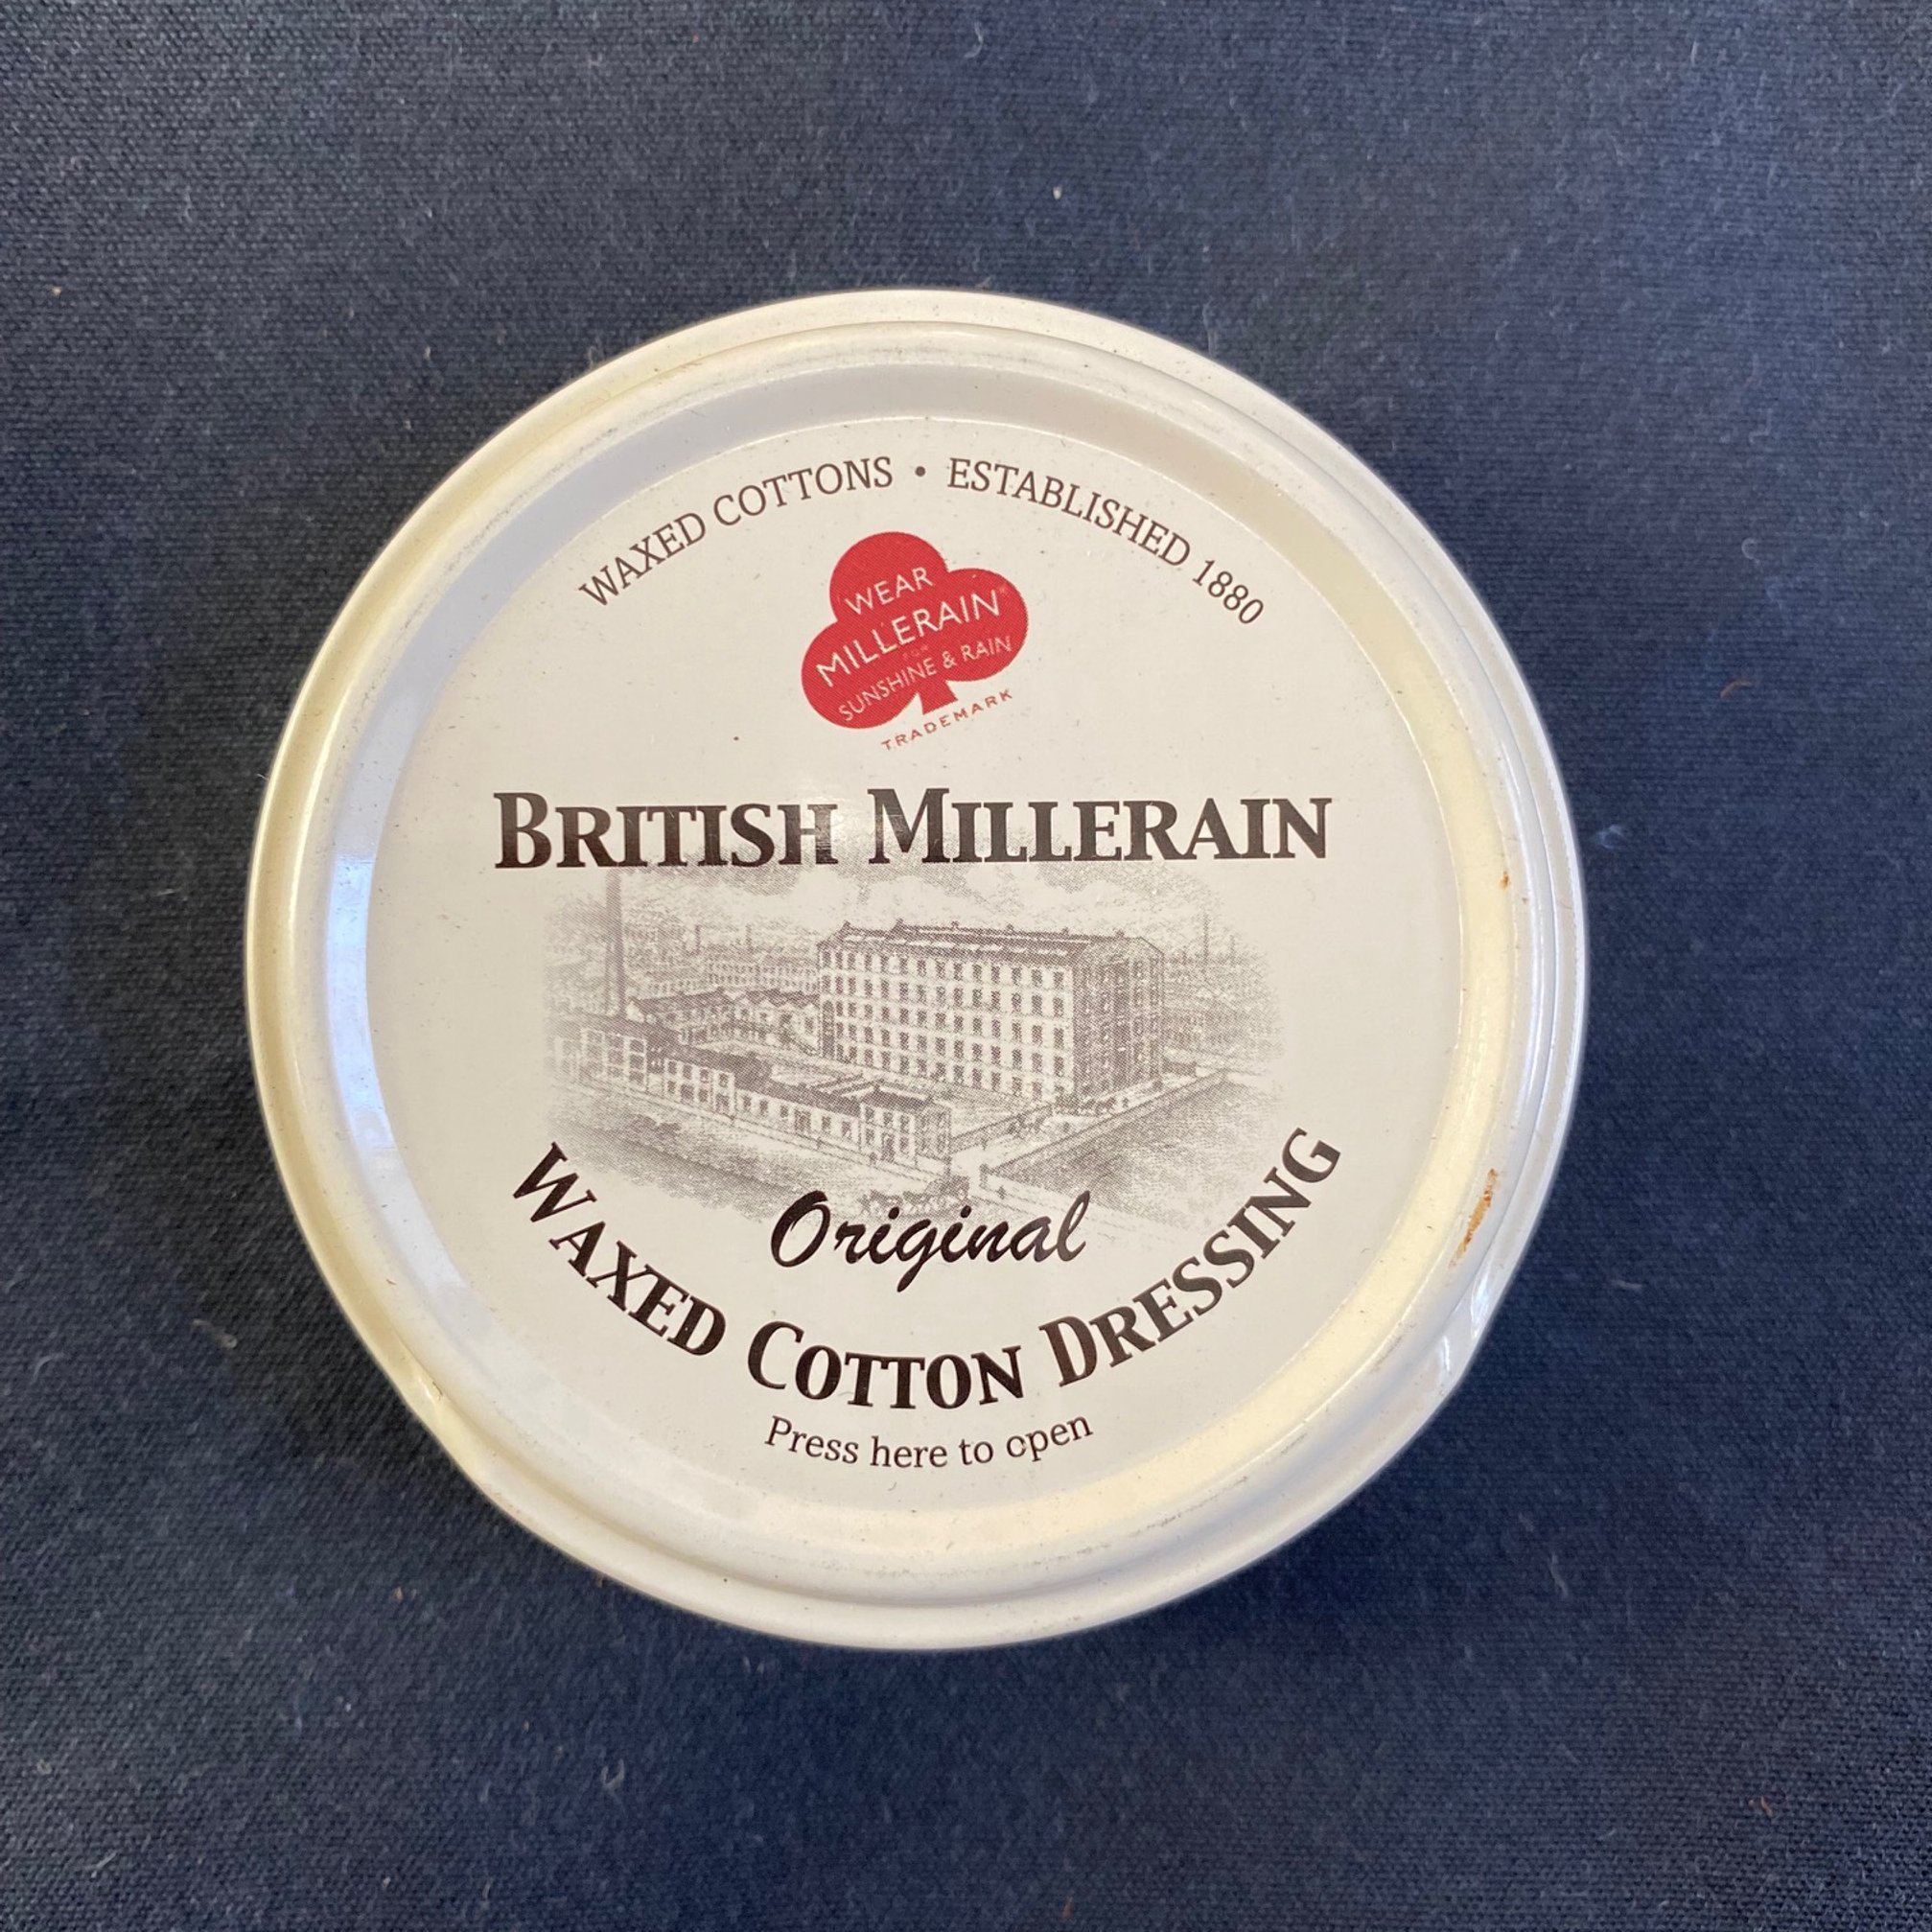 WAXED COTTONS • ESTABLISHED 1880
WEAR
MILLERAIN
FOR
SUNSHINE & RAIN
TRADEMARK
BRITISH MILLERAIN
Original
WAXED COTTON DRESSING
Press here to open